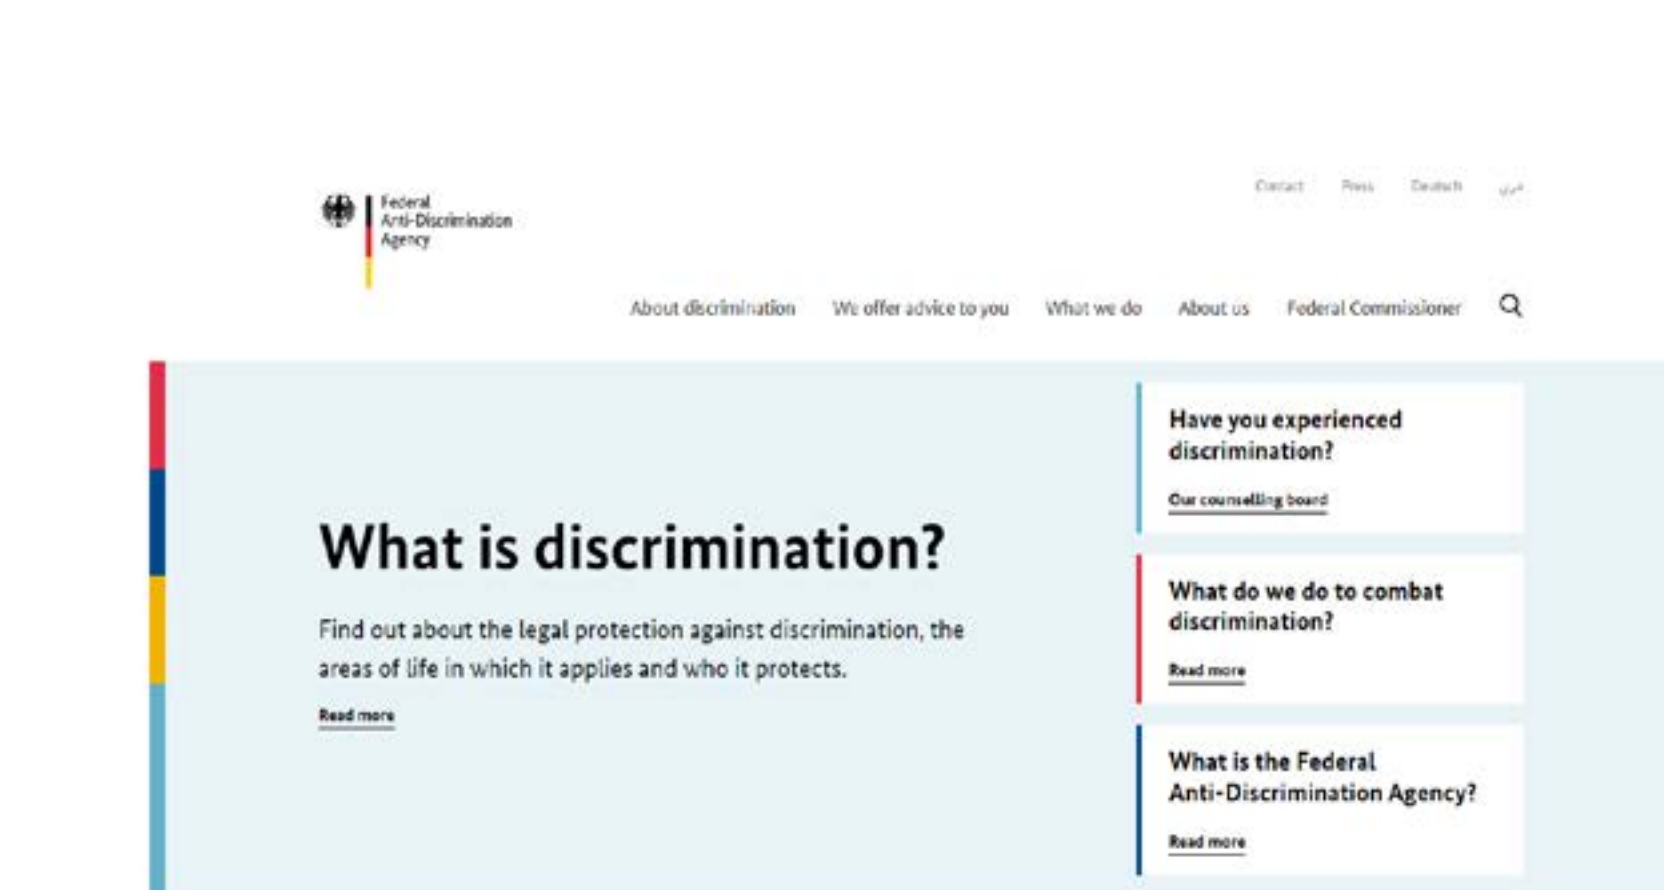 Contact Press Deutsch عربي
Federal
Anti-Discrimination
Agency
About discrimination We offer advice to you What we do About us Federal Commissioner
What is discrimination?
Find out about the legal protection against discrimination, the
areas of life in which it applies and who it protects.
Read more
Have you experienced
discrimination?
Our counselling board
What do we do to combat
discrimination?
Read more
What is the Federal
Anti-Discrimination Agency?
Read more